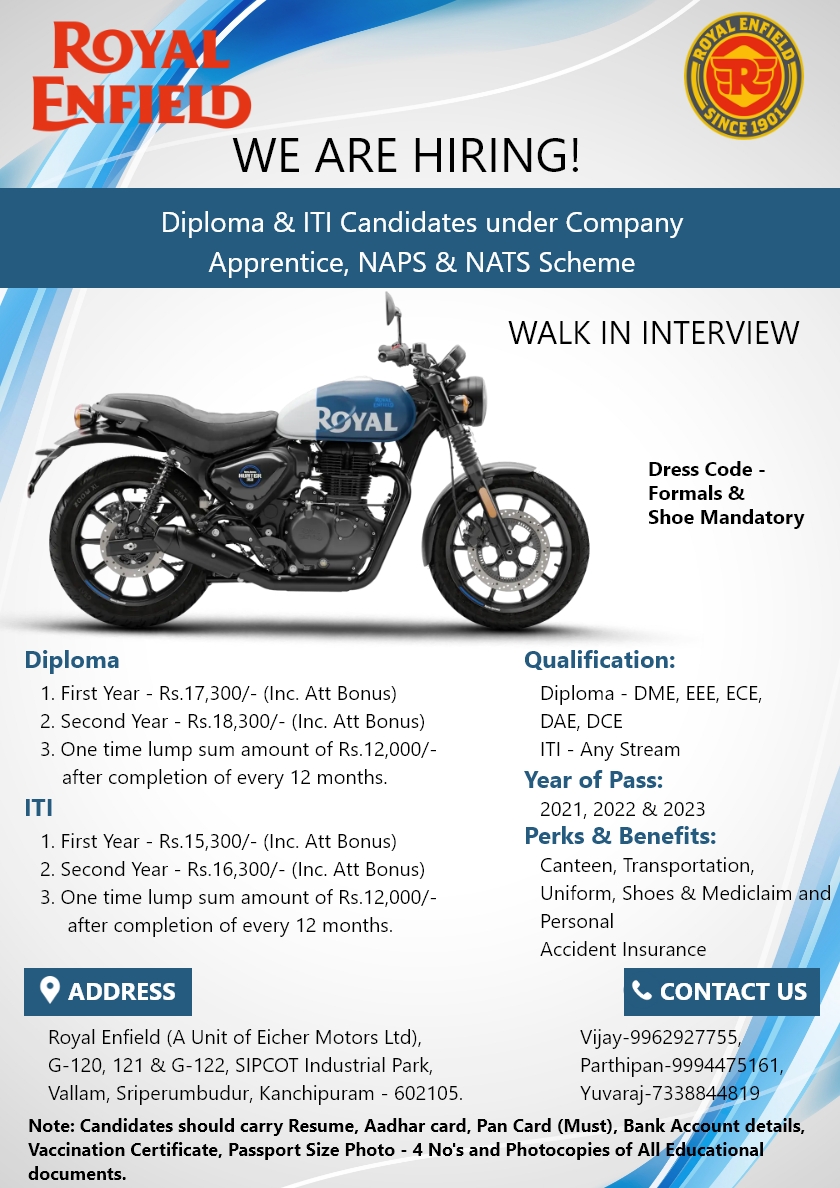 ROYAL
ENFIELD
ROYAL ENFIELD
R
SINCE 1901
WE ARE HIRING!
Diploma & ITI Candidates under Company
Apprentice, NAPS & NATS Scheme
WALK IN INTERVIEW
ROYAL
ENFIELD
ROYAL
HUNTER
350
Dress Code -
Formals &
Shoe Mandatory
Diploma
1. First Year - Rs.17,300/- (Inc. Att Bonus)
2. Second Year - Rs.18,300/- (Inc. Att Bonus)
3. One time lump sum amount of Rs.12,000/-
after completion of every 12 months.
ITI
1. First Year - Rs.15,300/- (Inc. Att Bonus)
2. Second Year - Rs.16,300/- (Inc. Att Bonus)
3. One time lump sum amount of Rs.12,000/-
after completion of every 12 months.
Qualification:
Diploma - DME, EEE, ECE,
DAE, DCE
ITI - Any Stream
Year of Pass:
2021, 2022 & 2023
Perks & Benefits:
Canteen, Transportation,
Uniform, Shoes & Mediclaim and
Personal
Accident Insurance
ADDRESS
Royal Enfield (A Unit of Eicher Motors Ltd),
G-120, 121 & G-122, SIPCOT Industrial Park,
Vallam, Sriperumbudur, Kanchipuram - 602105.
CONTACT US
Vijay-9962927755,
Parthipan-9994475161,
Yuvaraj-7338844819
Note: Candidates should carry Resume, Aadhar card, Pan Card (Must), Bank Account details,
Vaccination Certificate, Passport Size Photo - 4 No's and Photocopies of All Educational
documents.